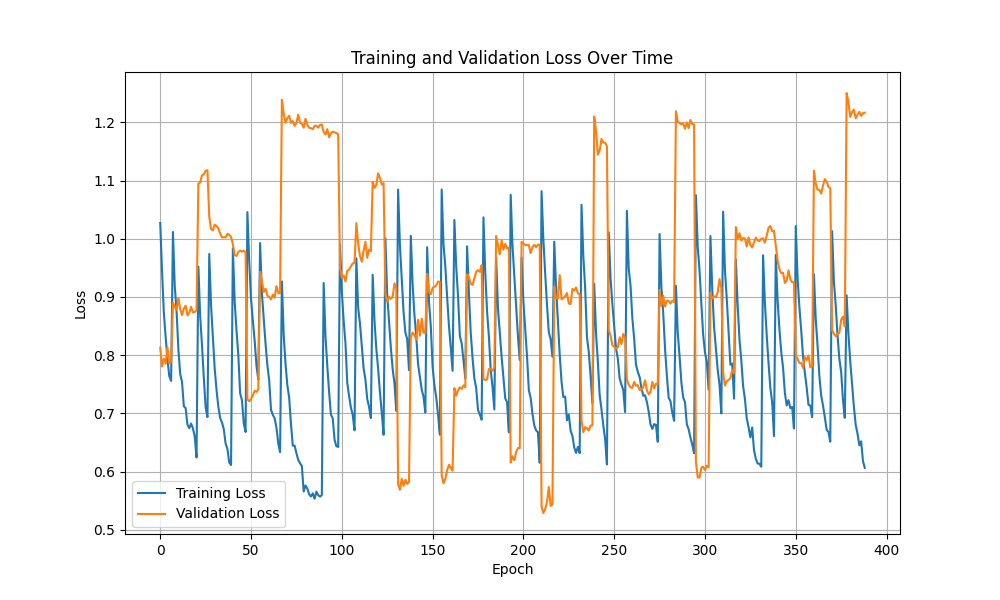 Training and Validation Loss Over Time
Loss
1.2
1.1
1.0
0.9
0.8
0.7
0.6
0.5
Training Loss
Validation Loss
0 50 100 150 200 250 300 350 400
Epoch